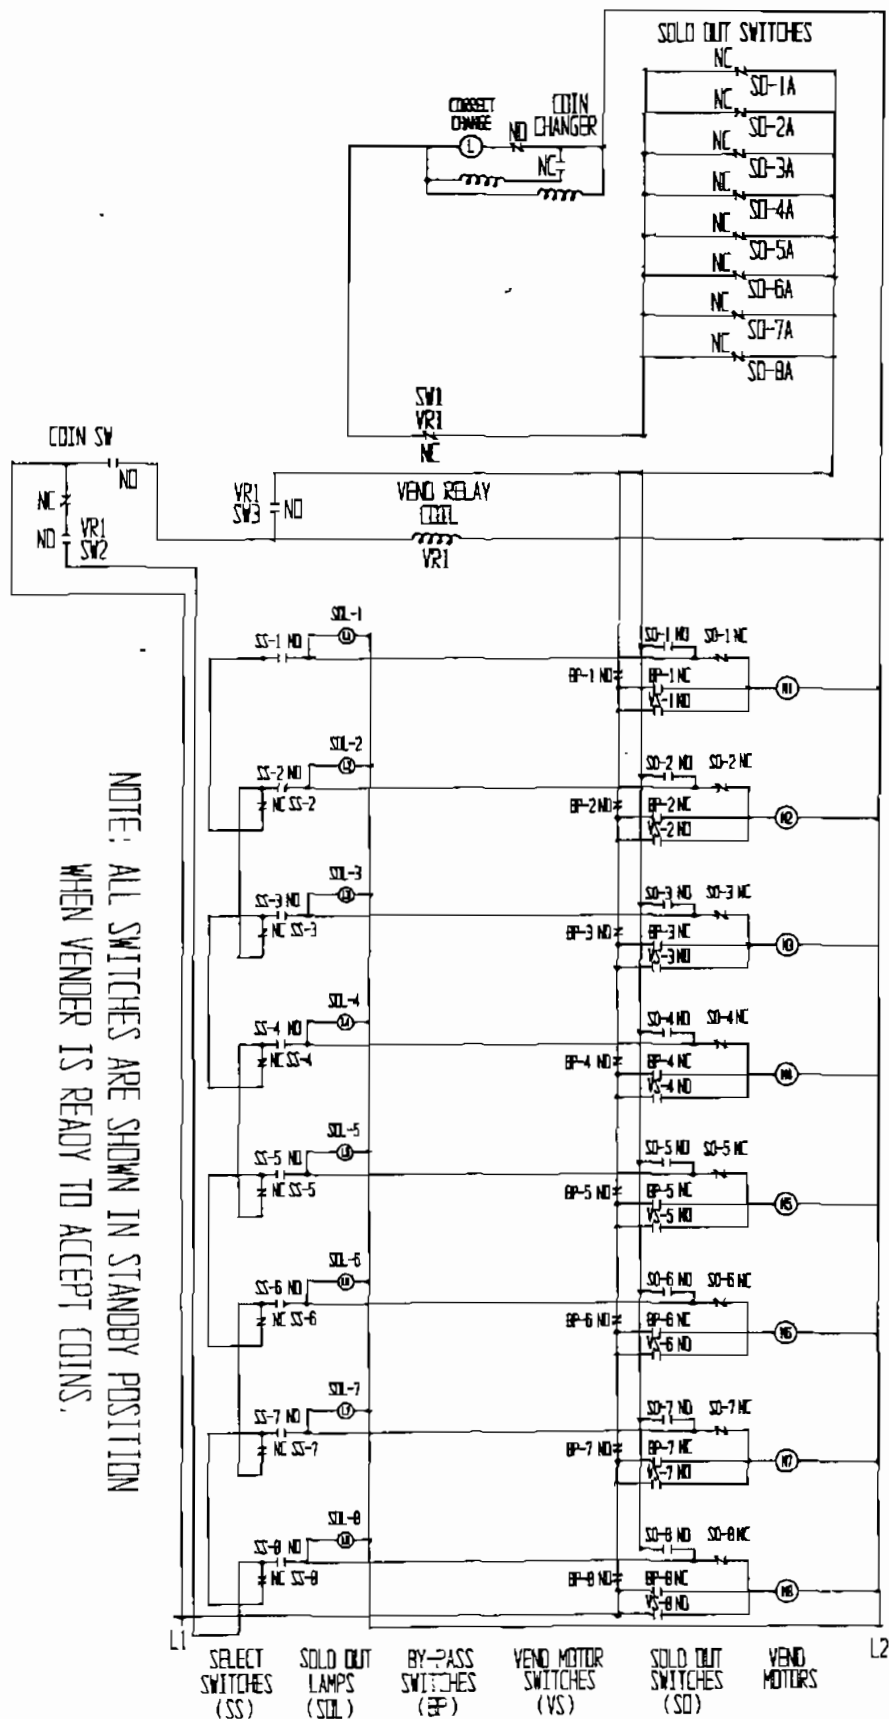 SOLD OUT SWITCHES
NC
SO-1A
NC
SO-2A
NC
SO-3A
NC
SO-4A
NC
SO-5A
NC
SO-6A
NC
SO-7A
NC
SO-8A
CORRECT
CHANGE
L
NO
COIN
CHANGER
NC
SW1
VR1
NC
COIN SW
NO
NC
NO
VR1
SW2
VR1
SW3
NO
VEND RELAY
COIL
VR1
SOL-1
SS-1 NO
SO-1 NO
SO-1 NC
BP-1 NO
BP-1 NC
VS-1 NO
M1
SOL-2
SS-2 NO
NC SS-2
SO-2 NO
SO-2 NC
BP-2 NO
BP-2 NC
VS-2 NO
M2
SOL-3
SS-3 NO
NC SS-3
SO-3 NO
SO-3 NC
BP-3 NO
BP-3 NC
VS-3 NO
M3
SOL-4
SS-4 NO
NC SS-4
SO-4 NO
SO-4 NC
BP-4 NO
BP-4 NC
VS-4 NO
M4
SOL-5
SS-5 NO
NC SS-5
SO-5 NO
SO-5 NC
BP-5 NO
BP-5 NC
VS-5 NO
M5
SOL-6
SS-6 NO
NC SS-6
SO-6 NO
SO-6 NC
BP-6 NO
BP-6 NC
VS-6 NO
M6
SOL-7
SS-7 NO
NC SS-7
SO-7 NO
SO-7 NC
BP-7 NO
BP-7 NC
VS-7 NO
M7
SOL-8
SS-8 NO
NC SS-8
SO-8 NO
SO-8 NC
BP-8 NO
BP-8 NC
VS-8 NO
M8
L1
L2
SELECT
SWITCHES
(SS)
SOLD OUT
LAMPS
(SOL)
BY-PASS
SWITCHES
(BP)
VEND MOTOR
SWITCHES
(VS)
SOLD OUT
SWITCHES
(SO)
VEND
MOTORS
NOTE: ALL SWITCHES ARE SHOWN IN STANDBY POSITION
WHEN VENDER IS READY TO ACCEPT COINS.